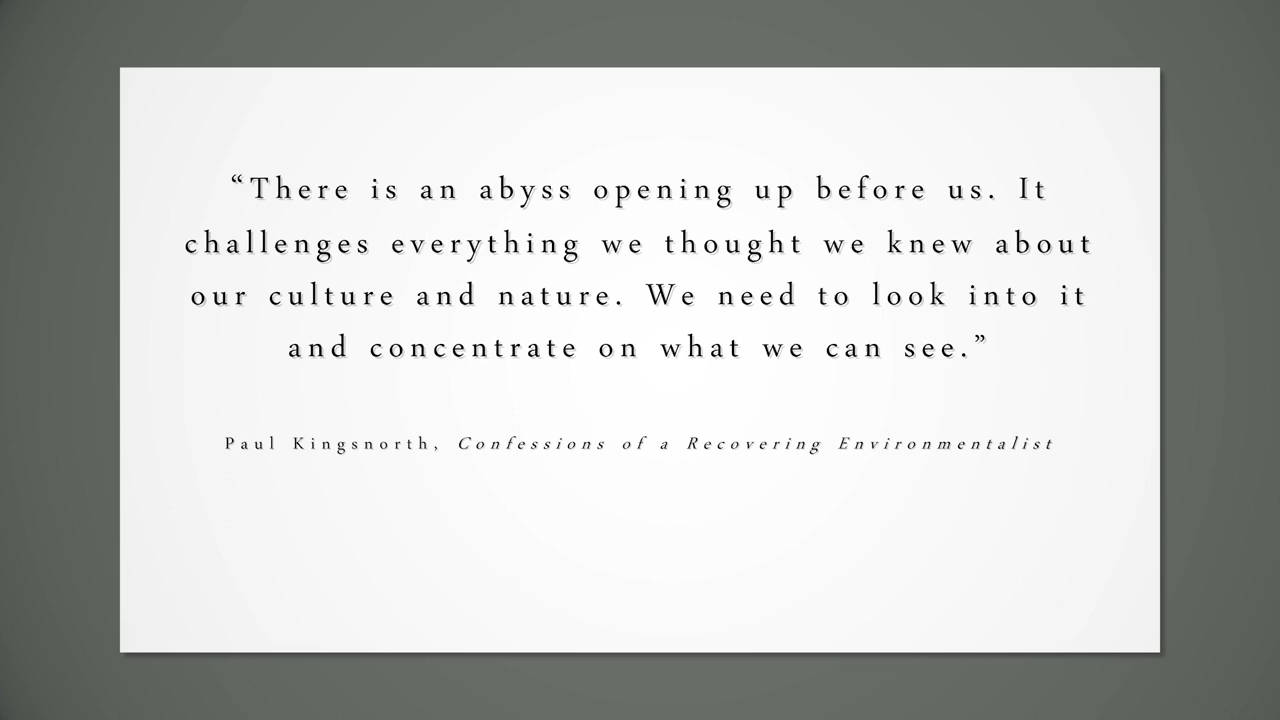 “There is an abyss opening up before us. It
challenges everything we thought we knew about
our culture and nature. We need to look into it
and concentrate on what we can see.”
Paul Kingsnorth, Confessions of a Recovering Environmentalist